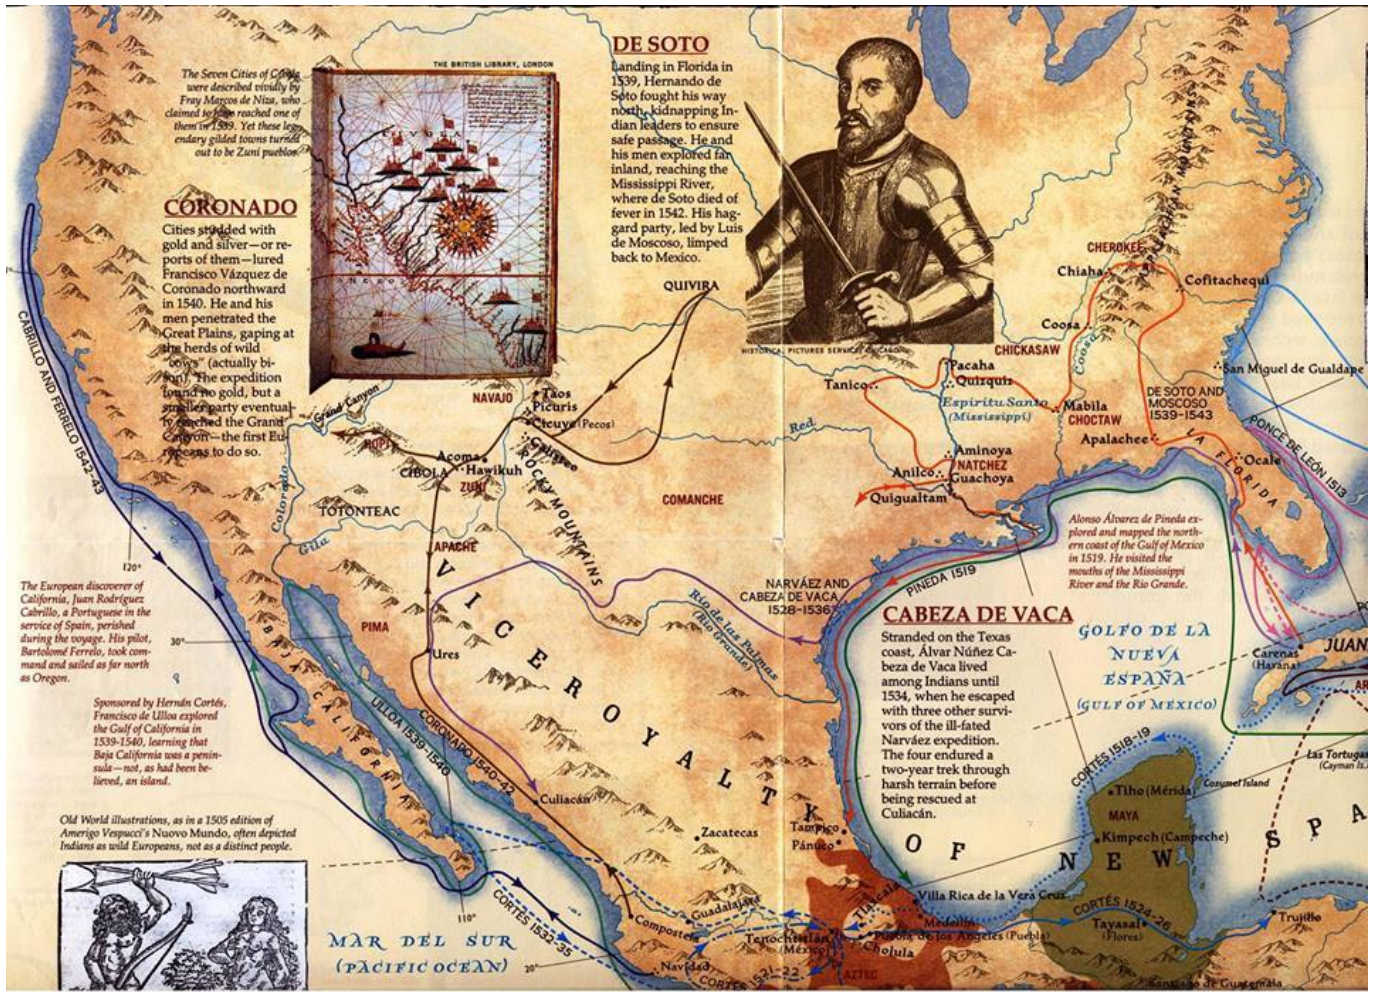 THE BRITISH LIBRARY, LONDON
The Seven Cities of Cíbola
were described vividly by
Fray Marcos de Niza, who
claimed to have reached one of
them in 1539. Yet these leg-
endary gilded towns turned
out to be Zuni pueblos.
CORONADO
Cities studded with
gold and silver—or re-
ports of them—lured
Francisco Vázquez de
Coronado northward
in 1540. He and his
men penetrated the
Great Plains, gaping at
the herds of wild
"cows" (actually bi-
son). The expedition
found no gold, but a
smaller party eventual-
ly reached the Grand
Canyon—the first Eu-
ropeans to do so.
DE SOTO
Landing in Florida in
1539, Hernando de
Soto fought his way
north, kidnapping In-
dian leaders to ensure
safe passage. He and
his men explored far
inland, reaching the
Mississippi River,
where de Soto died of
fever in 1542. His hag-
gard party, led by Luis
de Moscoso, limped
back to Mexico.
HISTORICAL PICTURES SERVICE, CHICAGO
QUIVIRA
APPALACHIAN MOUNTAINS
CHEROKEE
Chiaha
Cofitachequi
Coosa
Coosa
CHICKASAW
Pacaha
Quizquiz
Tanico
Espíritu Santo
(Mississippi)
San Miguel de Gualdape
DE SOTO AND
MOSCOSO
1539-1543
Mabila
CHOCTAW
Apalachee
LA FLORIDA
Ocale
PONCE DE LEÓN 1513
Red
Aminoya
NATCHEZ
Anilco
Guachoya
Quigualtam
CABRILLO AND FERRELO 1542-43
Grand Canyon
NAVAJO
Taos
Picuris
Cicuye (Pecos)
Galisteo
HOPI
Acoma
CIBOLA
Hawikuh
ZUNI
ROCKY MOUNTAINS
COMANCHE
TOTONTEAC
Colorado
Gila
APACHE
120°
The European discoverer of
California, Juan Rodríguez
Cabrillo, a Portuguese in the
service of Spain, perished
during the voyage. His pilot,
Bartolomé Ferrelo, took com-
mand and sailed as far north
as Oregon.
30°
PIMA
Ures
BAJA CALIFORNIA
Sponsored by Hernán Cortés,
Francisco de Ulloa explored
the Gulf of California in
1539-1540, learning that
Baja California was a penin-
sula—not, as had been be-
lieved, an island.
ULLOA 1539-1540
CORONADO 1540-42
Culiacán
VICEROYALTY OF NEW SPA
NARVÁEZ AND
CABEZA DE VACA
1528-1536
Río de las Palmas
(Rio Grande)
PINEDA 1519
Alonso Álvarez de Pineda ex-
plored and mapped the north-
ern coast of the Gulf of Mexico
in 1519. He visited the
mouths of the Mississippi
River and the Rio Grande.
CABEZA DE VACA
Stranded on the Texas
coast, Álvar Núñez Ca-
beza de Vaca lived
among Indians until
1534, when he escaped
with three other survi-
vors of the ill-fated
Narváez expedition.
The four endured a
two-year trek through
harsh terrain before
being rescued at
Culiacán.
GOLFO DE LA
NUEVA
ESPAÑA
(GULF OF MEXICO)
Carenas
(Havana)
JUAN
AR
CORTÉS 1518-19
Las Tortugas
(Cayman Is.
Cozumel Island
Tiho (Mérida)
MAYA
Kimpech (Campeche)
Zacatecas
Tampico
Pánuco
Old World illustrations, as in a 1505 edition of
Amerigo Vespucci's Nuovo Mundo, often depicted
Indians as wild Europeans, not as a distinct people.
110°
CORTÉS 1532-35
MAR DEL SUR
(PACIFIC OCEAN)
20°
Guadalajara
Compostela
Navidad
CORTÉS 1521-22
Tenochtitlan
(México)
Tlaxcala
Villa Rica de la Vera Cruz
Medellín
Puebla de los Angeles (Puebla)
Cholula
AZTEC
CORTÉS 1524-26
Tayasal
(Flores)
Trujillo
Santiago de Guatemala